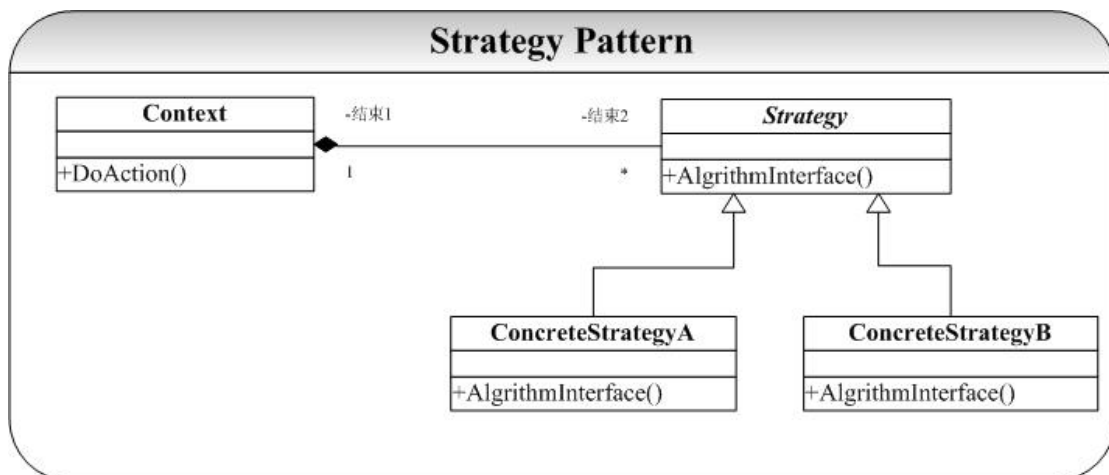 Strategy Pattern
Context
-结束1
-结束2
Strategy
+DoAction()
1
*
+AlgrithmInterface()
ConcreteStrategyA
ConcreteStrategyB
+AlgrithmInterface()
+AlgrithmInterface()